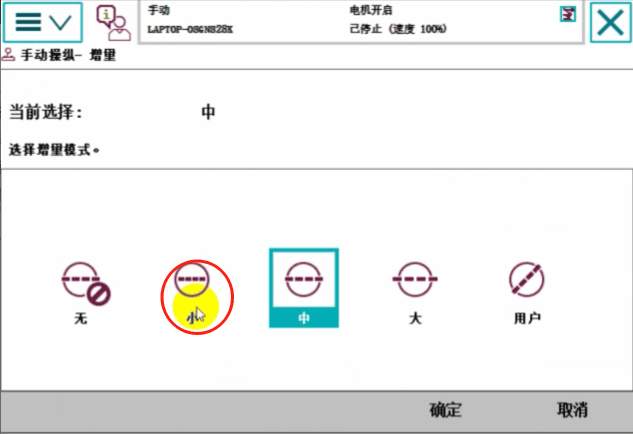 手动
LAPTOP-O86NS28K
电机开启
已停止 (速度 100%)
手动操纵- 增量
当前选择:
中
选择增量模式。
无
小
中
大
用户
确定
取消